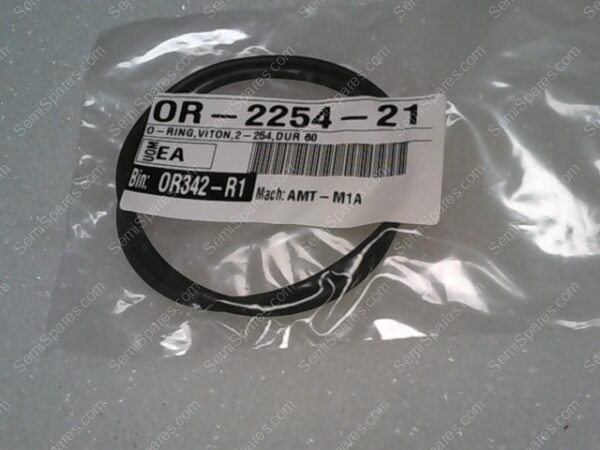 OR-2254-21
O-RING,VITON,2-254,DUR 60
UOM EA
Bin: OR342-R1 Mach: AMT-M1A
SemiSpares.com